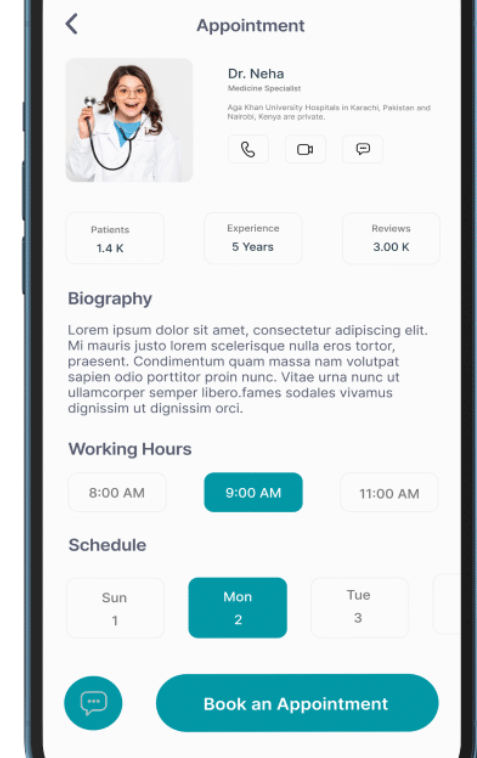 Appointment
Dr. Neha
Medicine Specialist
Aga Khan University Hospitals in Karachi, Pakistan and
Nairobi, Kenya are private.
Patients
1.4 K
Experience
5 Years
Reviews
3.00 K
Biography
Lorem ipsum dolor sit amet, consectetur adipiscing elit.
Mi mauris justo lorem scelerisque nulla eros tortor,
praesent. Condimentum quam massa nam volutpat
sapien odio porttitor proin nunc. Vitae urna nunc ut
ullamcorper semper libero.fames sodales vivamus
dignissim ut dignissim orci.
Working Hours
8:00 AM
9:00 AM
11:00 AM
Schedule
Sun
1
Mon
2
Tue
3
Book an Appointment